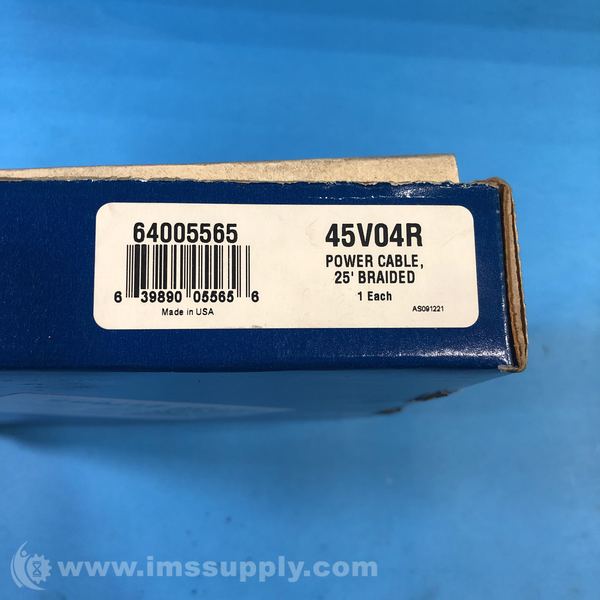 64005565
6 39890 05565 6
Made in USA
45V04R
POWER CABLE,
25' BRAIDED
1 Each
AS091221
www.imssupply.com